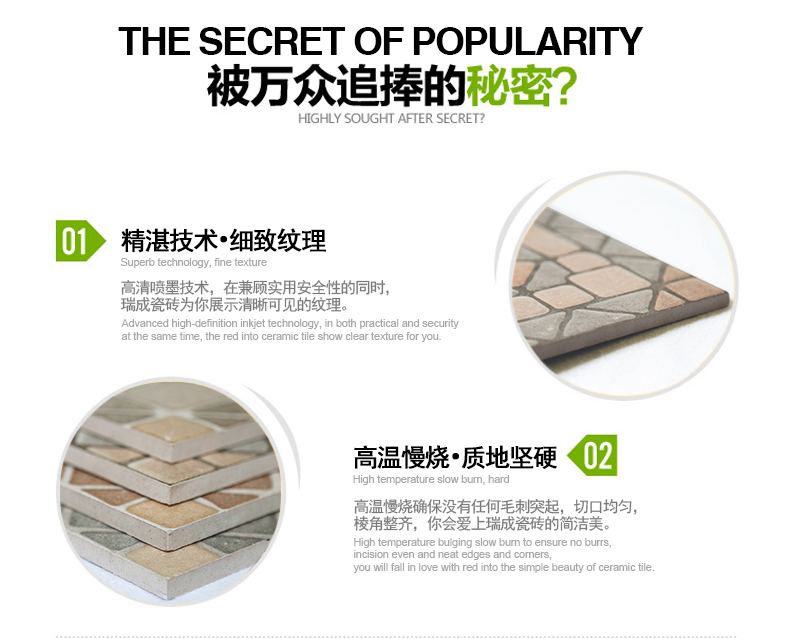 THE SECRET OF POPULARITY
被万众追捧的秘密?
HIGHLY SOUGHT AFTER SECRET?
01
精湛技术·细致纹理
Superb technology, fine texture
高清喷墨技术，在兼顾实用安全性的同时，
瑞成瓷砖为你展示清晰可见的纹理。
Advanced high-definition inkjet technology, in both practical and security
at the same time, the red into ceramic tile show clear texture for you.
高温慢烧·质地坚硬
02
High temperature slow burn, hard
高温慢烧确保没有任何毛刺突起，切口均匀，
棱角整齐，你会爱上瑞成瓷砖的简洁美。
High temperature bulging slow burn to ensure no burrs,
incision even and neat edges and corners,
you will fall in love with red into the simple beauty of ceramic tile.